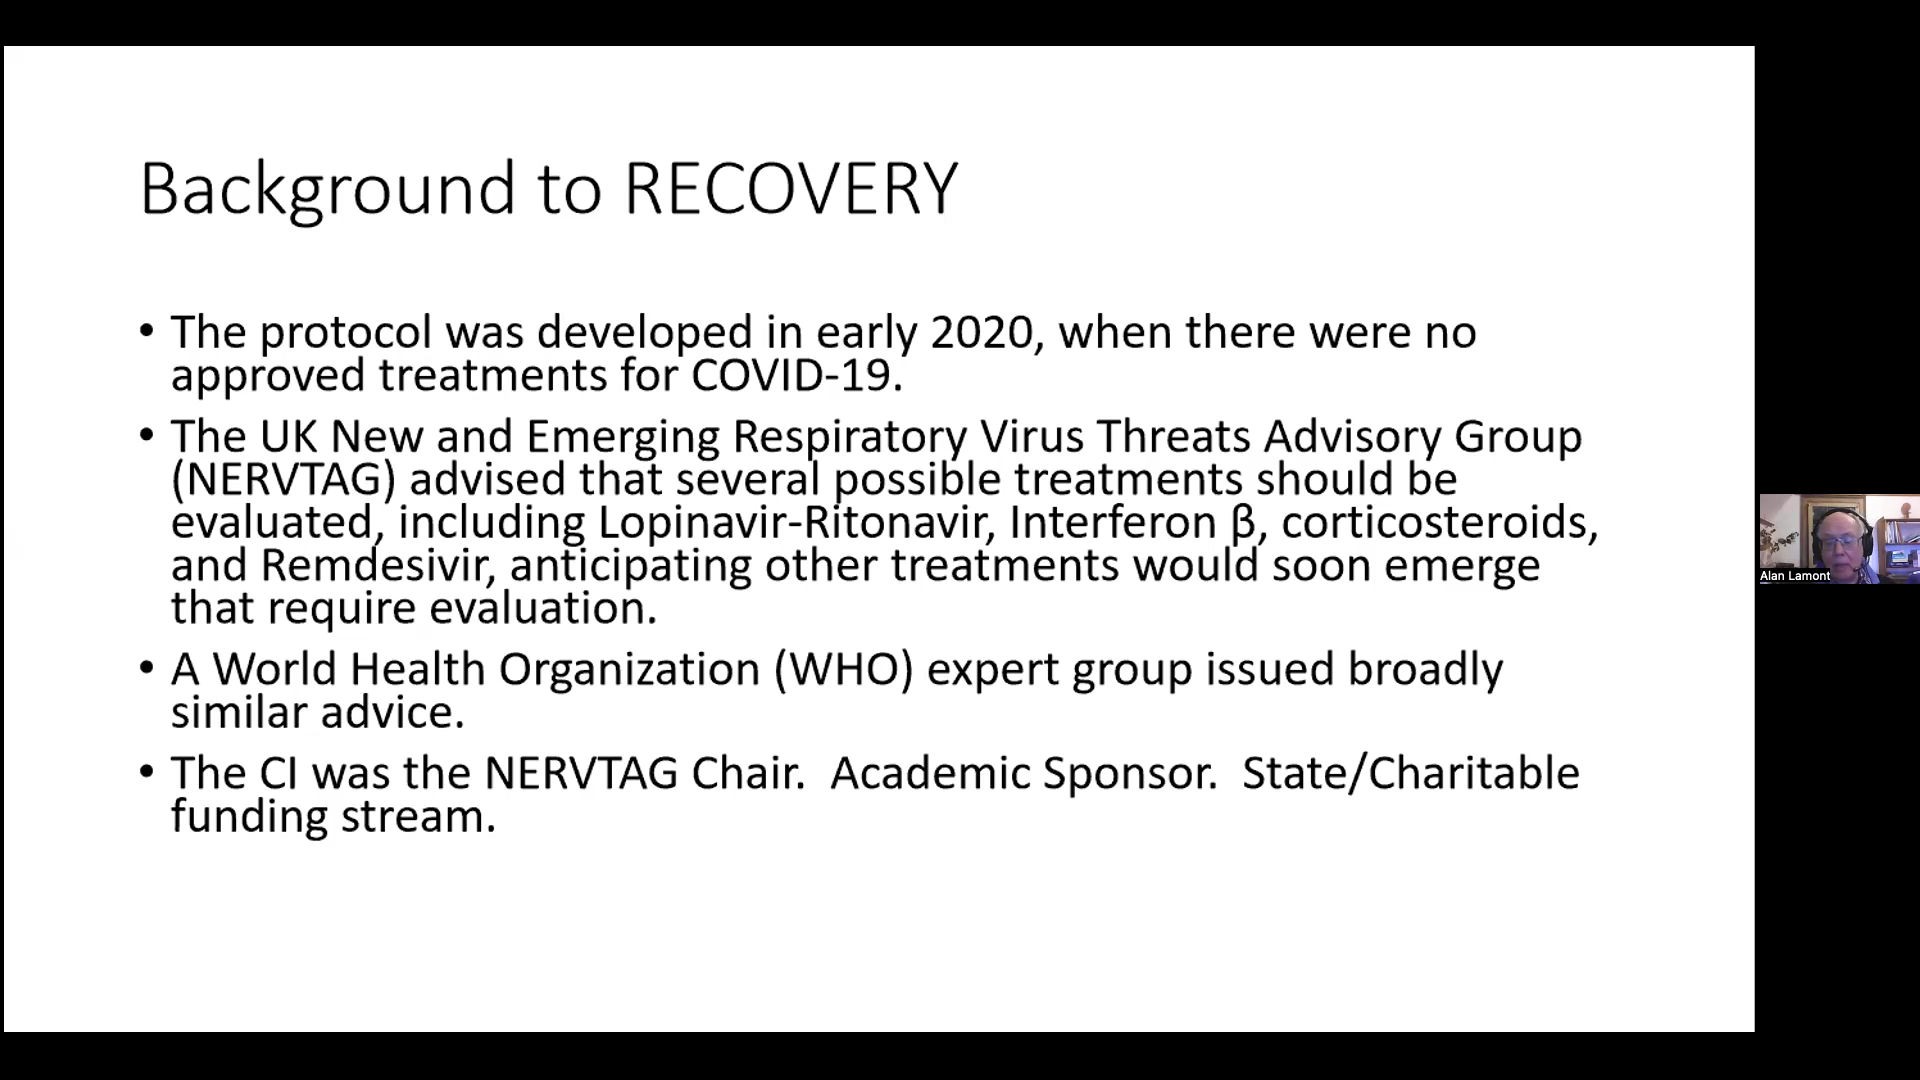 Background to RECOVERY
• The protocol was developed in early 2020, when there were no
approved treatments for COVID-19.
• The UK New and Emerging Respiratory Virus Threats Advisory Group
(NERVTAG) advised that several possible treatments should be
evaluated, including Lopinavir-Ritonavir, Interferon β, corticosteroids,
and Remdesivir, anticipating other treatments would soon emerge
that require evaluation.
• A World Health Organization (WHO) expert group issued broadly
similar advice.
• The CI was the NERVTAG Chair.  Academic Sponsor.  State/Charitable
funding stream.
Alan Lamont